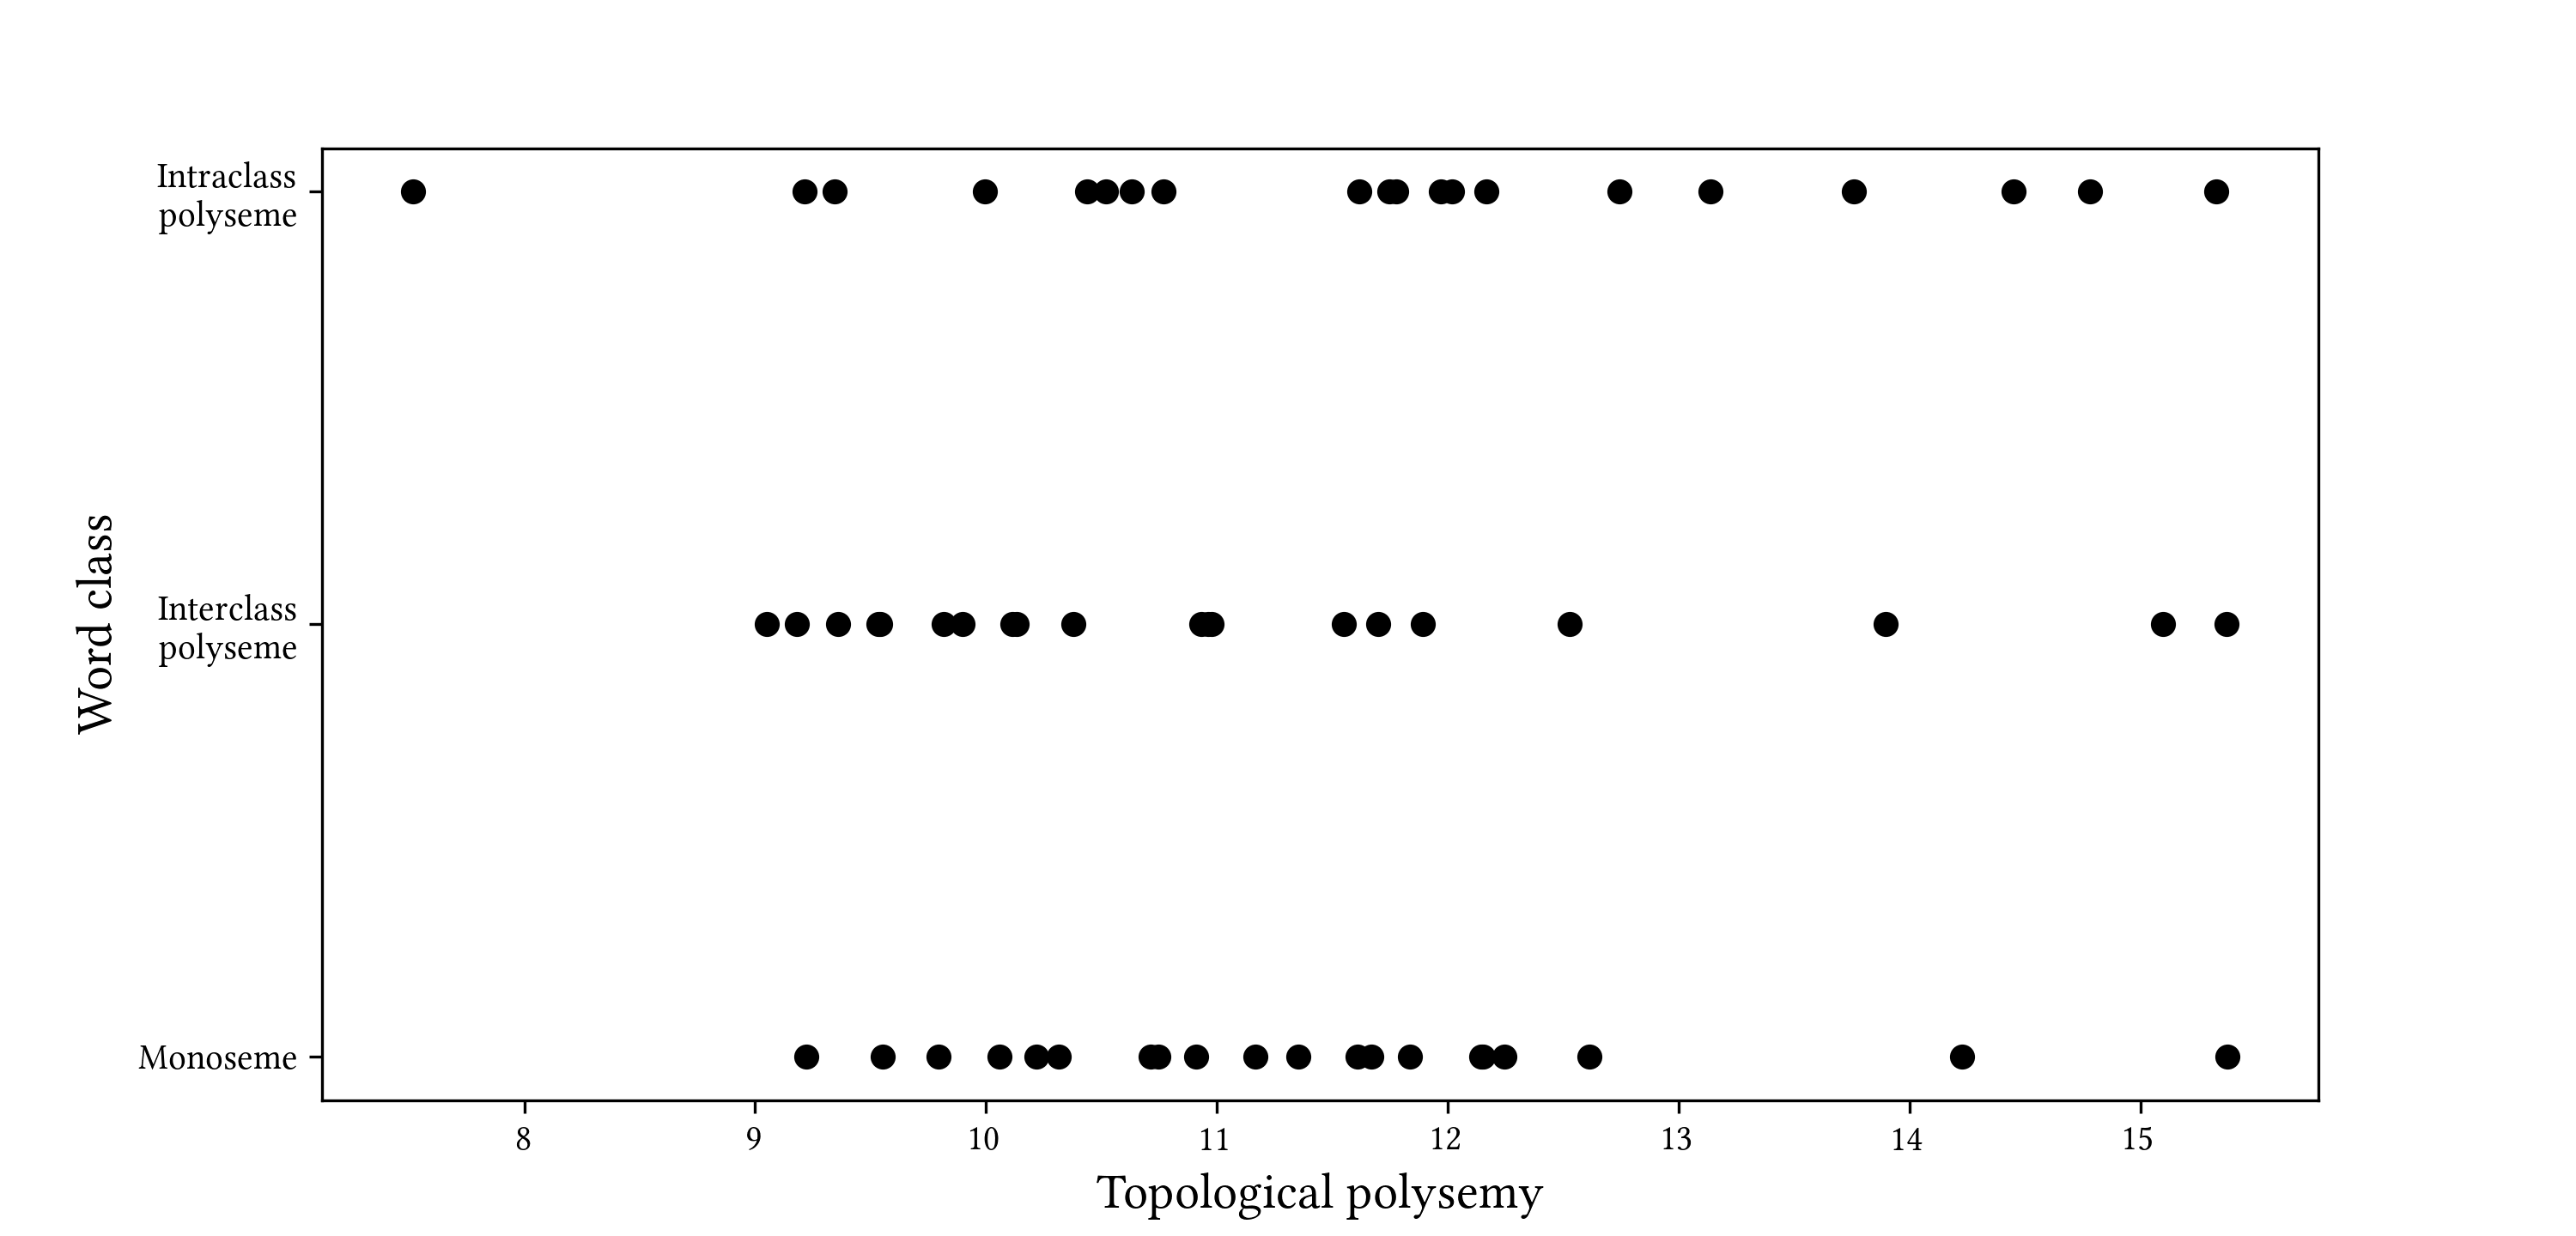 Intraclass
polyseme
Interclass
polyseme
Monoseme
Word class
8 9 10 11 12 13 14 15
Topological polysemy